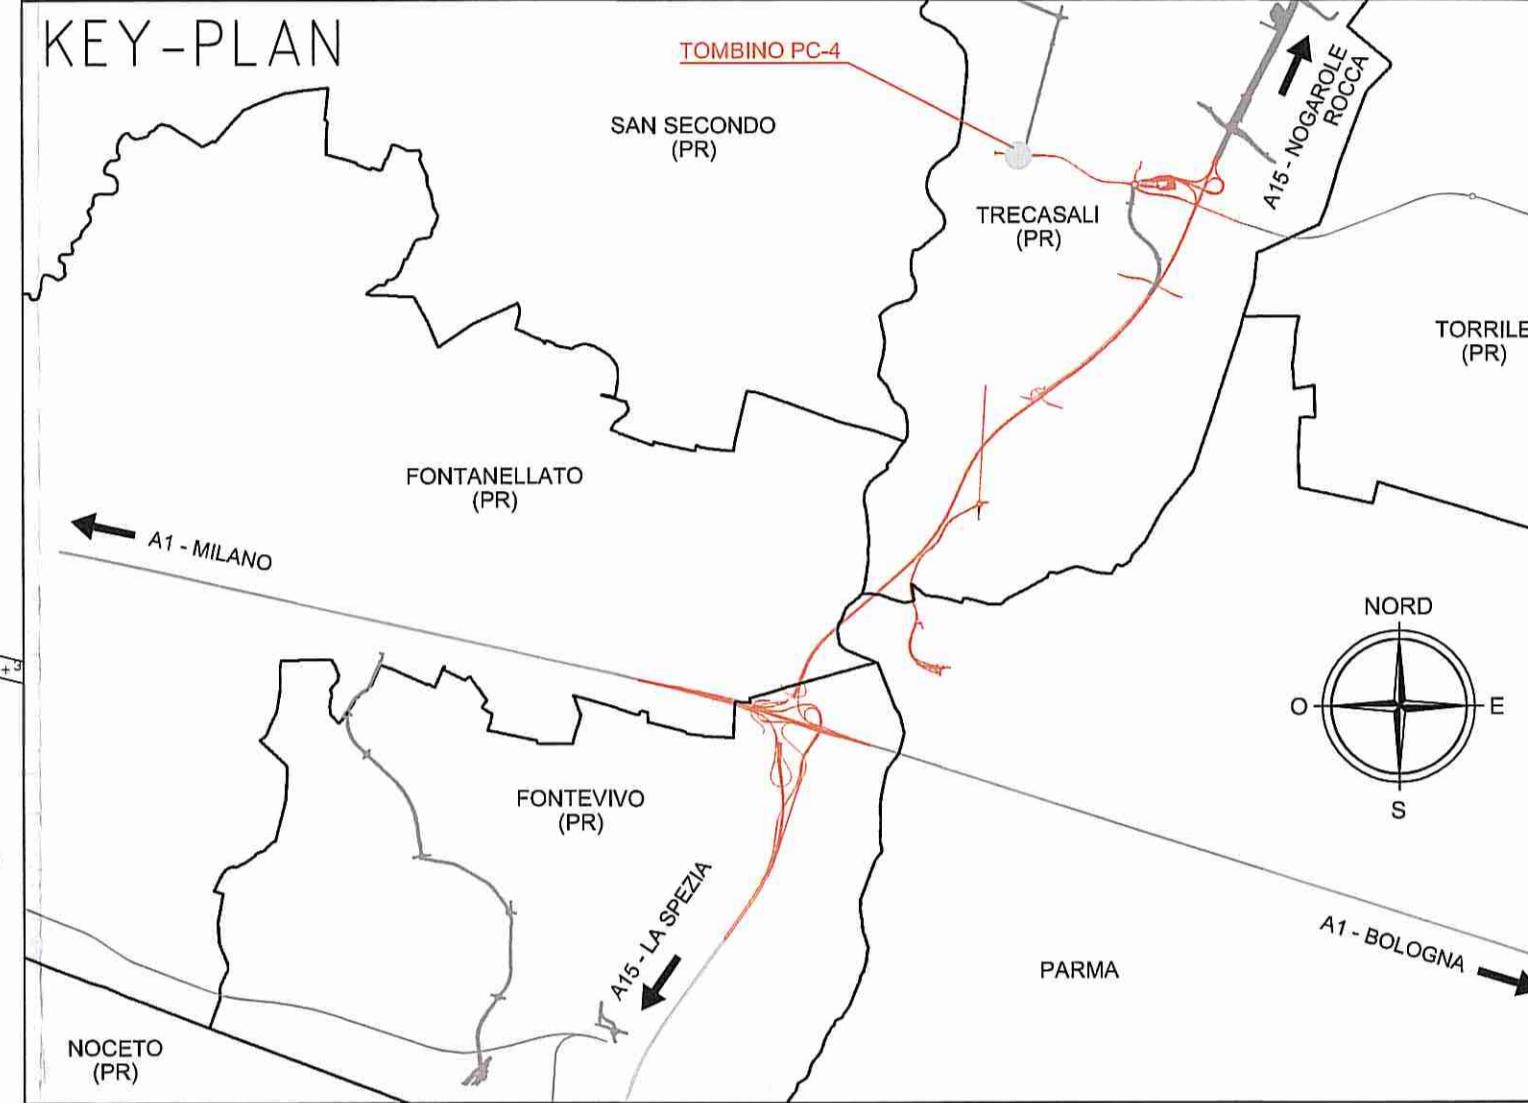 KEY-PLAN
TOMBINO PC-4
SAN SECONDO
(PR)
A15 - NOGAROLE
ROCCA
TRECASALI
(PR)
TORRILE
(PR)
FONTANELLATO
(PR)
A1 - MILANO
NORD
O
E
S
+3
FONTEVIVO
(PR)
A15 - LA SPEZIA
A1 - BOLOGNA
PARMA
NOCETO
(PR)